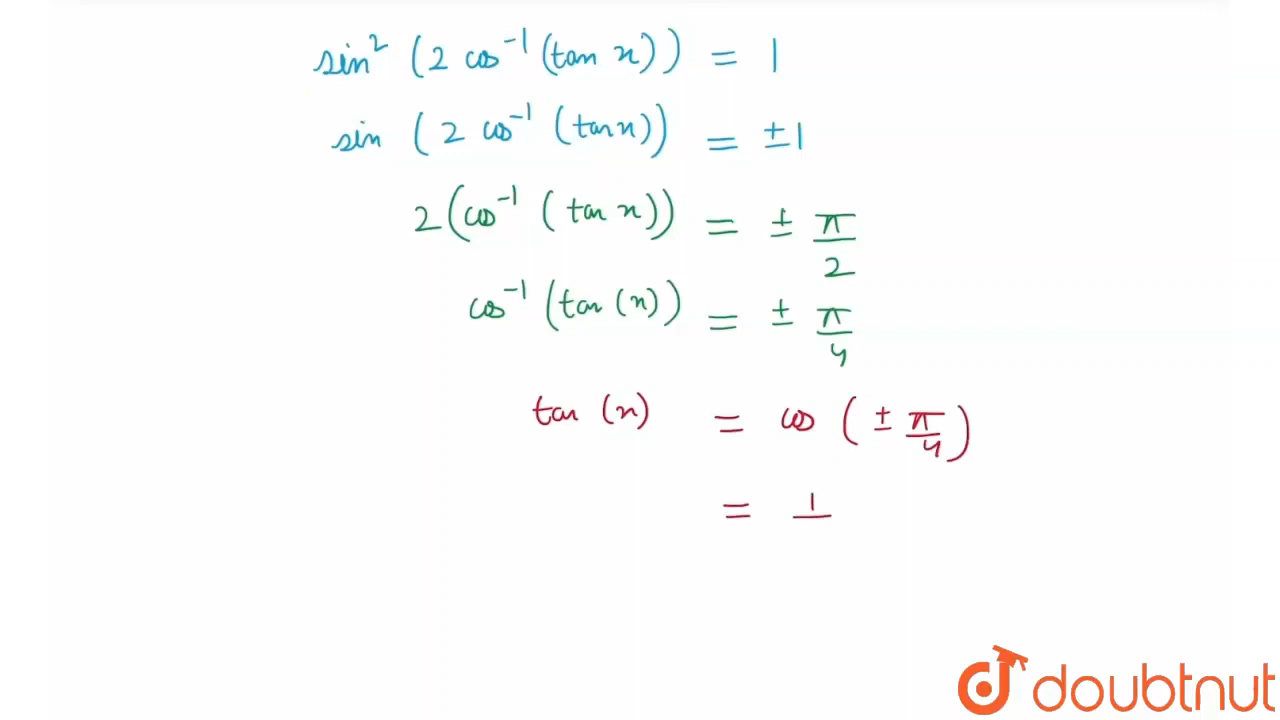 sin² (2 cos⁻¹ (tan x)) = 1
sin (2 cos⁻¹ (tan x)) = ±1
2 (cos⁻¹ (tan x)) = ± π/2
cos⁻¹ (tan (x)) = ± π/4
tan (x) = cos (± π/4)
= 1/
doubtnut